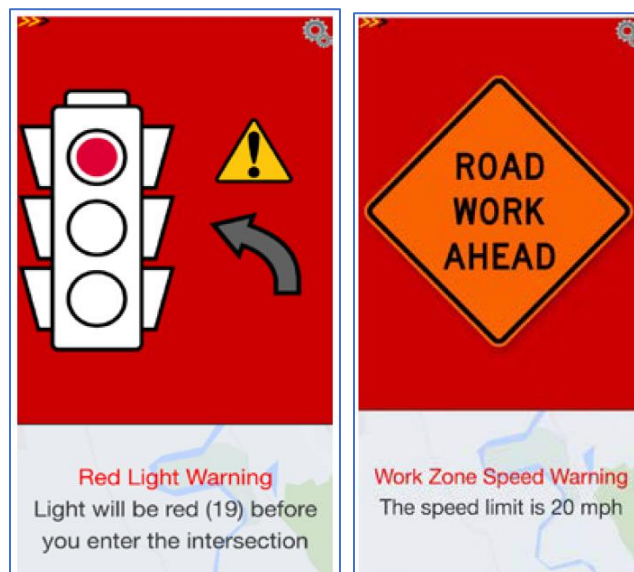 Red Light Warning
Light will be red (19) before
you enter the intersection
ROAD
WORK
AHEAD
Work Zone Speed Warning
The speed limit is 20 mph